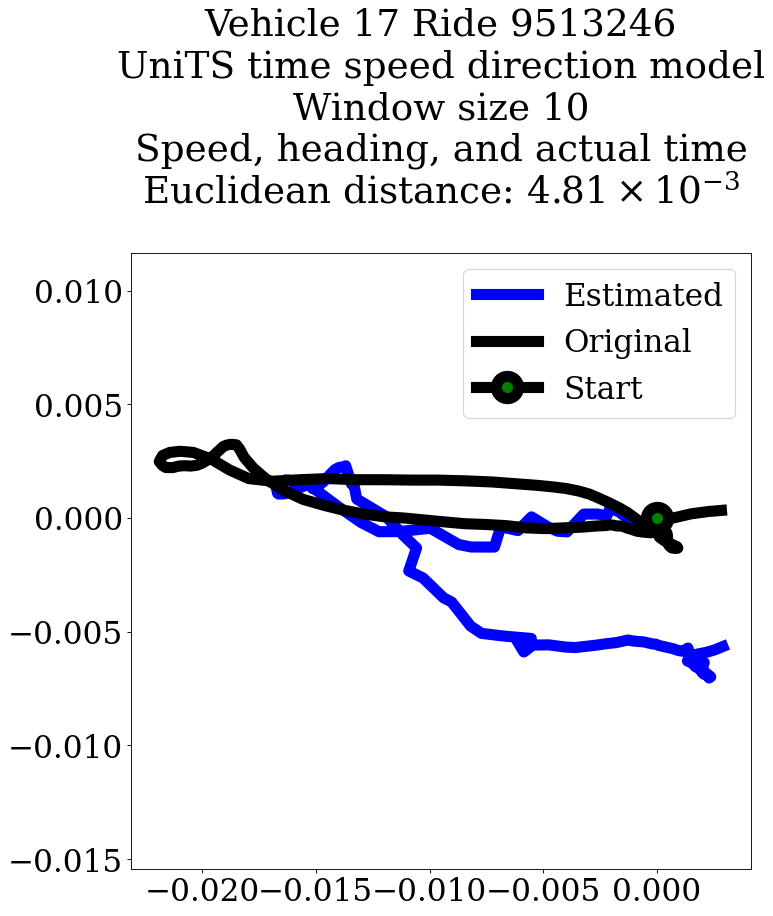 Vehicle 17 Ride 9513246
UniTS time speed direction model
Window size 10
Speed, heading, and actual time
Euclidean distance: 4.81 × 10⁻³
Estimated
Original
Start
0.010
0.005
0.000
−0.005
−0.010
−0.015
−0.020 −0.015 −0.010 −0.005 0.000